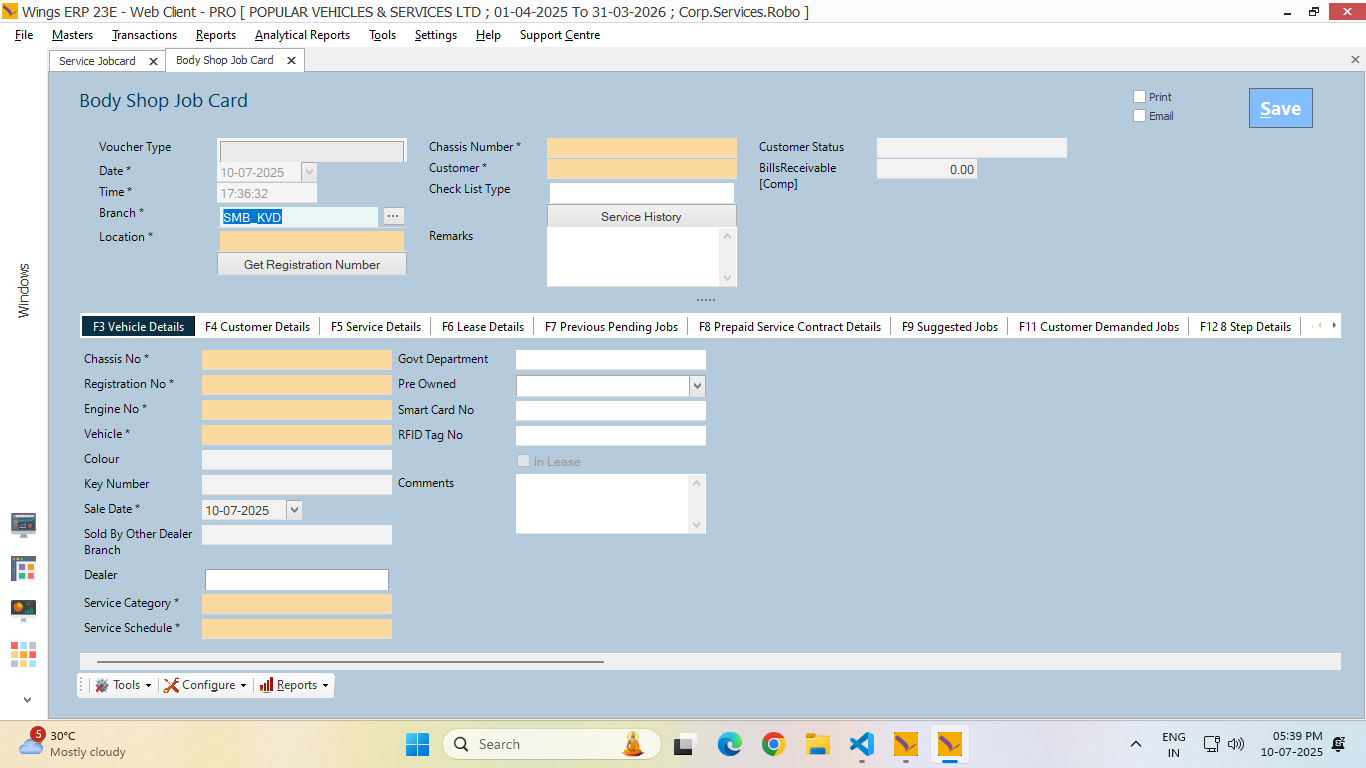 Wings ERP 23E - Web Client - PRO [ POPULAR VEHICLES & SERVICES LTD ; 01-04-2025 To 31-03-2026 ; Corp.Services.Robo ]
File Masters Transactions Reports Analytical Reports Tools Settings Help Support Centre
Service Jobcard Body Shop Job Card
Body Shop Job Card
Print
Email
Save
Voucher Type
Date * 10-07-2025
Time * 17:36:32
Branch * SMB_KVD ...
Location *
Get Registration Number
Chassis Number *
Customer *
Check List Type
Service History
Remarks
Customer Status
BillsReceivable 0.00
[Comp]
Windows
F3 Vehicle Details F4 Customer Details F5 Service Details F6 Lease Details F7 Previous Pending Jobs F8 Prepaid Service Contract Details F9 Suggested Jobs F11 Customer Demanded Jobs F12 8 Step Details
Chassis No *
Registration No *
Engine No *
Vehicle *
Colour
Key Number
Sale Date * 10-07-2025
Sold By Other Dealer
Branch
Dealer
Service Category *
Service Schedule *
Govt Department
Pre Owned
Smart Card No
RFID Tag No
In Lease
Comments
Tools Configure Reports
5
30°C
Mostly cloudy
Search
ENG
IN
05:39 PM
10-07-2025